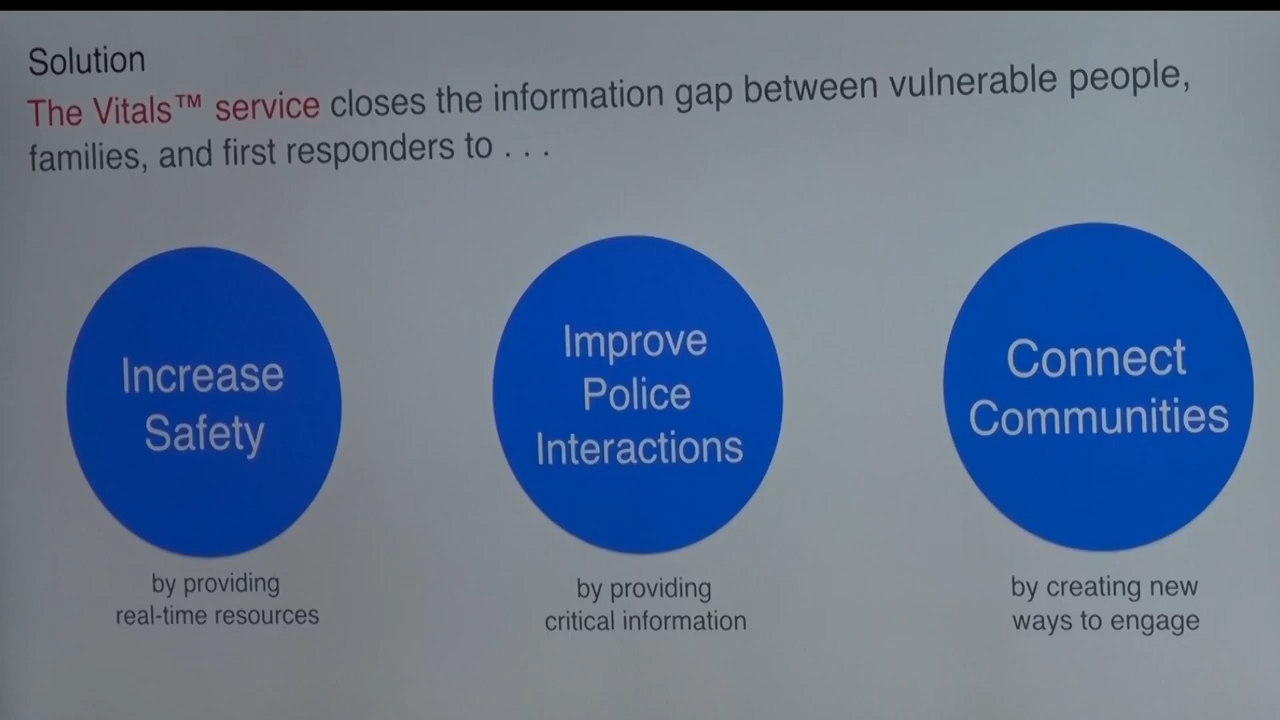 Solution
The Vitals™ service closes the information gap between vulnerable people,
families, and first responders to . . .
Increase
Safety
by providing
real-time resources
Improve
Police
Interactions
by providing
critical information
Connect
Communities
by creating new
ways to engage